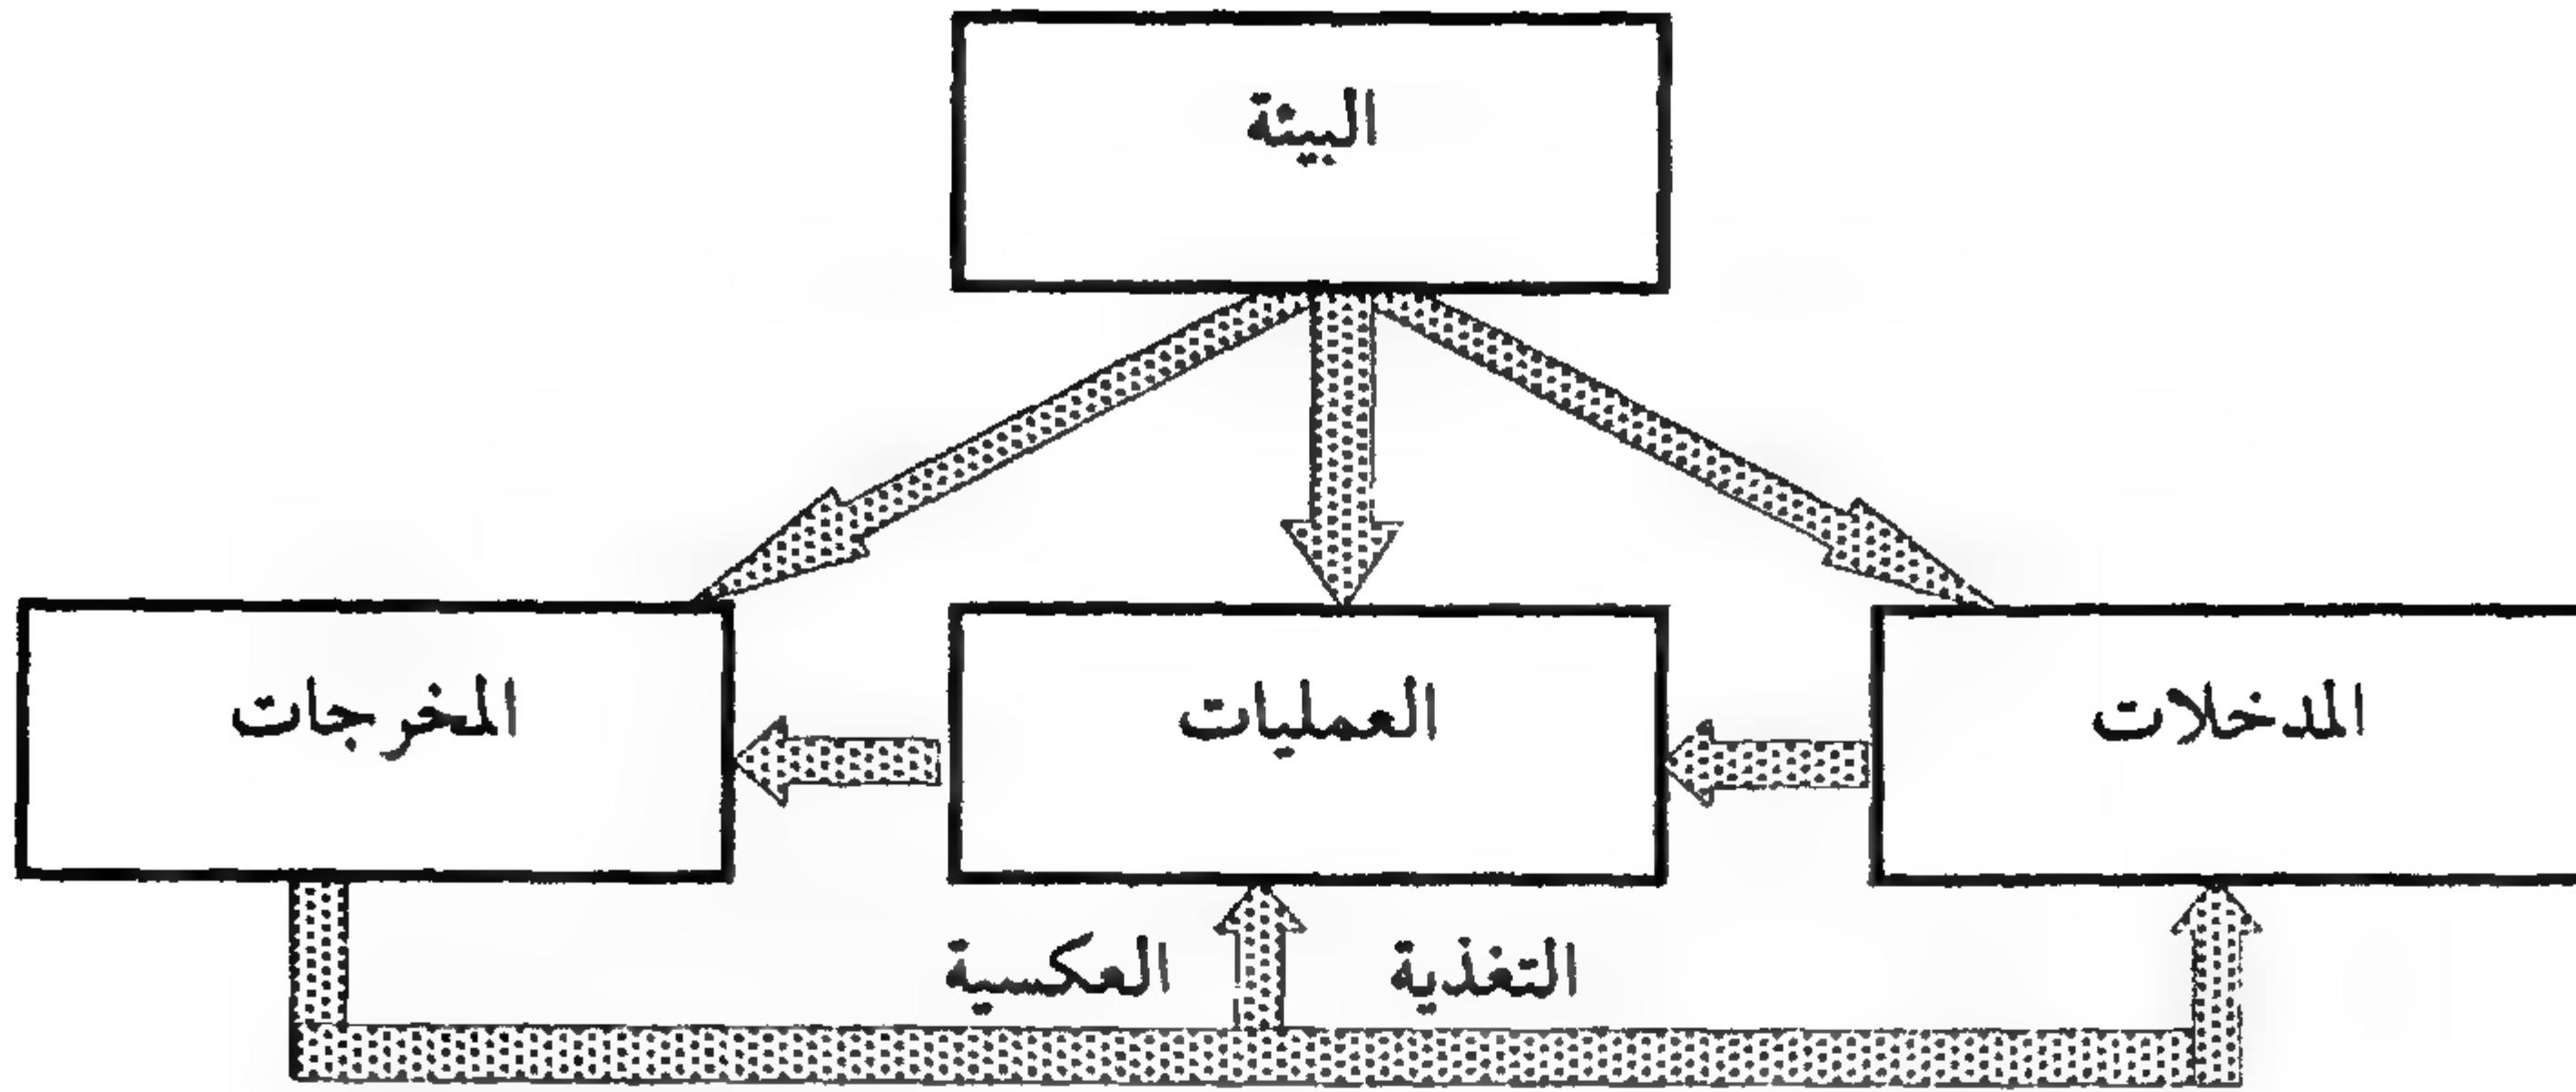 البيئة
المدخلات
العمليات
المخرجات
التغذية العكسية